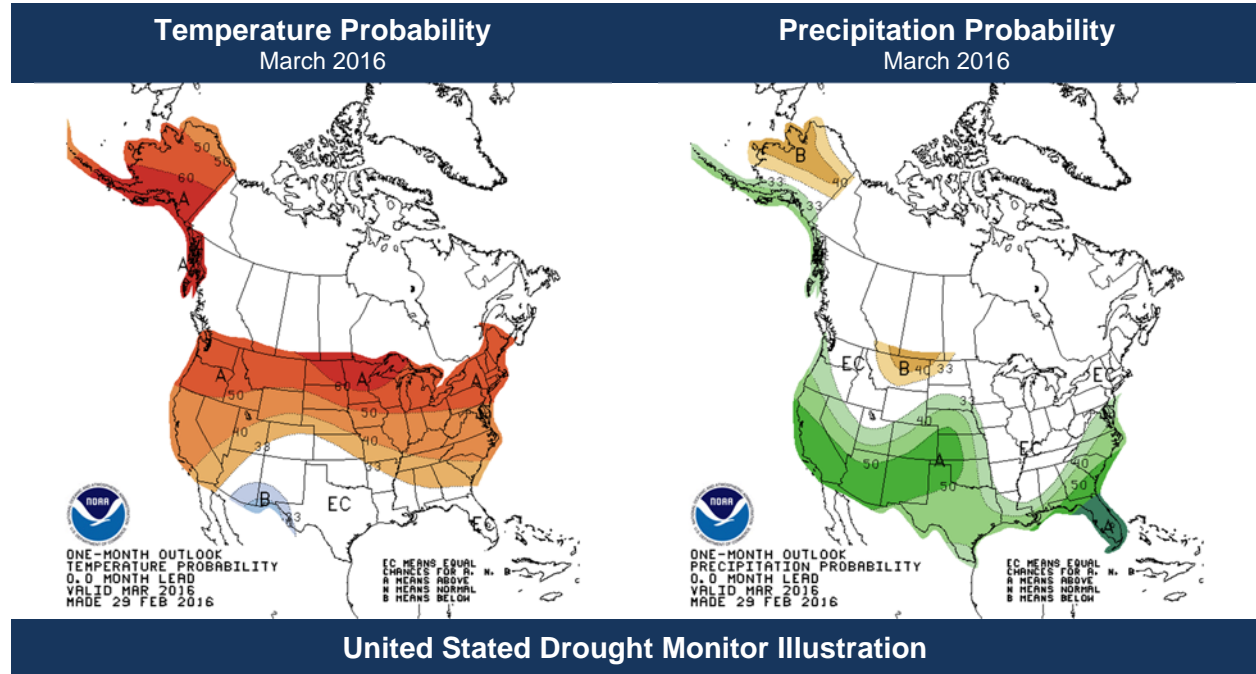 Temperature Probability
March 2016
Precipitation Probability
March 2016
50
50
60
A
A
A
60
A
A
50
50
40
40
33
33
B
33
EC
EC
NOAA
ONE-MONTH OUTLOOK
TEMPERATURE PROBABILITY
0.0 MONTH LEAD
VALID MAR 2016
MADE 29 FEB 2016
EC MEANS EQUAL
CHANCES FOR A, N, B
A MEANS ABOVE
N MEANS NORMAL
B MEANS BELOW
B
33
40
33
EC
B
40
33
EC
33
40
EC
A
50
50
40
50
A
NOAA
ONE-MONTH OUTLOOK
PRECIPITATION PROBABILITY
0.0 MONTH LEAD
VALID MAR 2016
MADE 29 FEB 2016
EC MEANS EQUAL
CHANCES FOR A, N, B
A MEANS ABOVE
N MEANS NORMAL
B MEANS BELOW
United Stated Drought Monitor Illustration